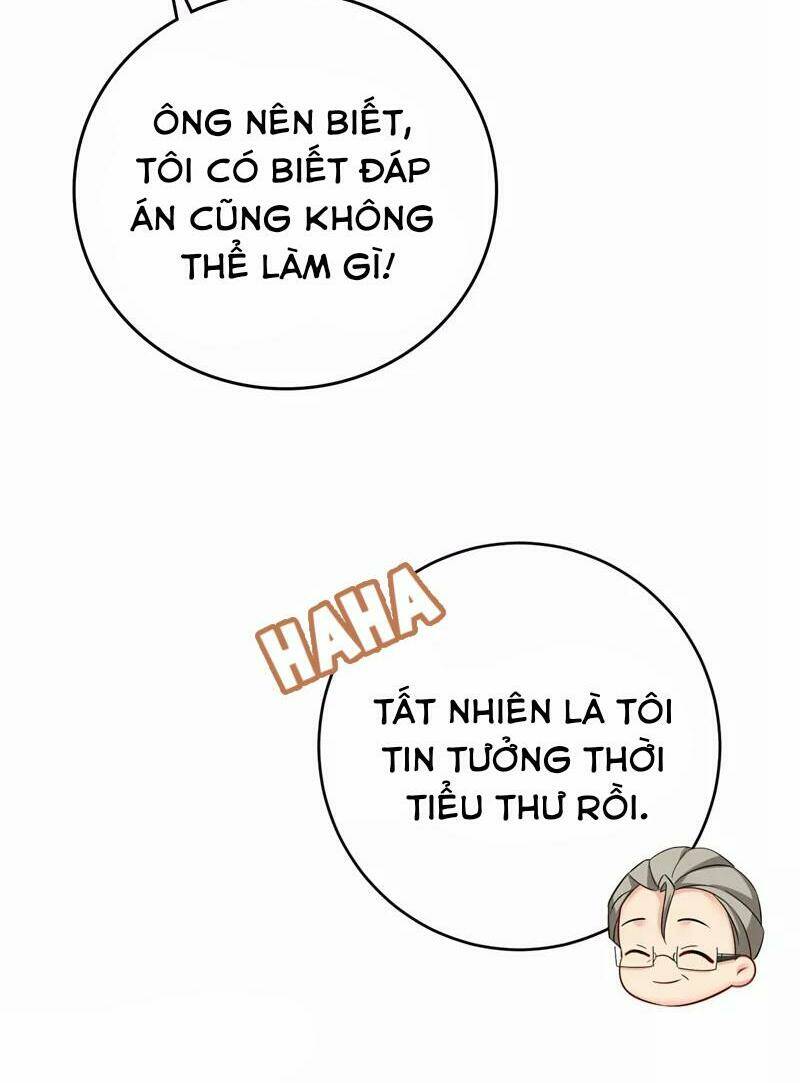 ÔNG NÊN BIẾT,
TÔI CÓ BIẾT ĐÁP
ÁN CŨNG KHÔNG
THỂ LÀM GÌ!
HAHA
TẤT NHIÊN LÀ TÔI
TIN TƯỞNG THỜI
TIỂU THƯ RỒI.